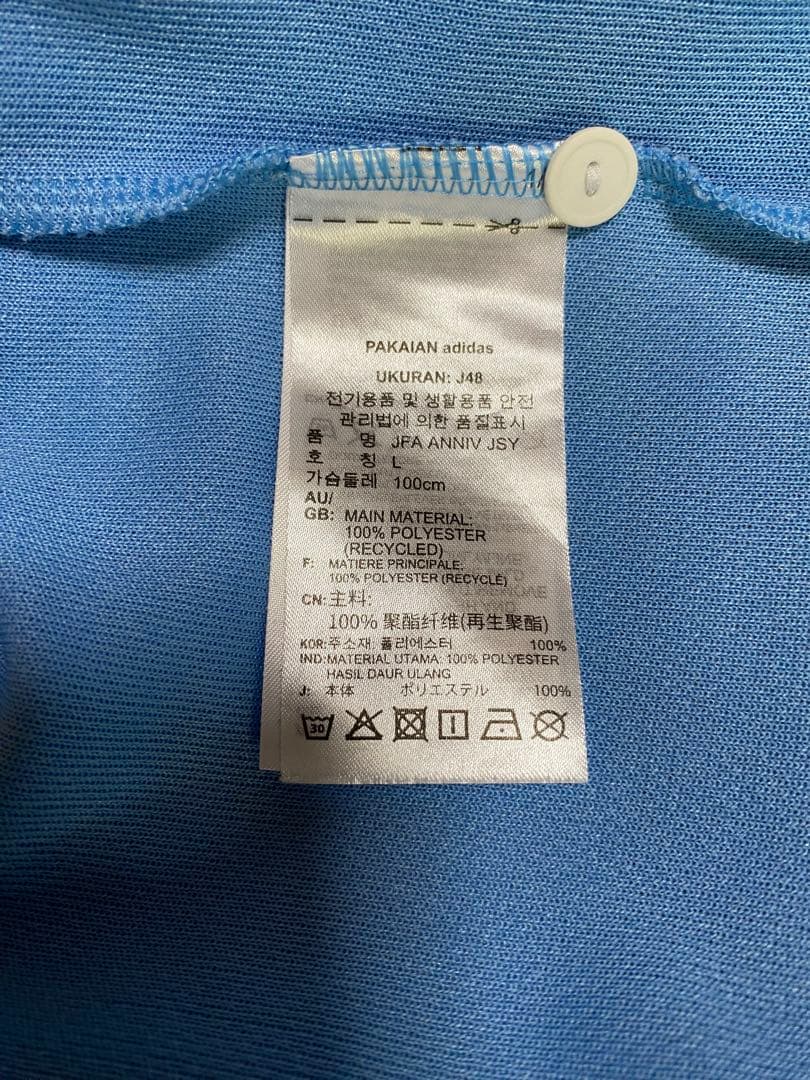 PAKAIAN adidas
UKURAN: J48
전기용품 및 생활용품 안전
관리법에 의한 품질표시
품 명 JFA ANNIV JSY
호 칭 L
가슴둘레 100cm
AU/
GB: MAIN MATERIAL:
100% POLYESTER
(RECYCLED)
F: MATIERE PRINCIPALE:
100% POLYESTER (RECYCLÉ)
CN: 主料:
100% 聚酯纤维(再生聚酯)
KOR: 주소재: 폴리에스터 100%
IND: MATERIAL UTAMA: 100% POLYESTER
HASIL DAUR ULANG
J: 本体 ポリエステル 100%
30